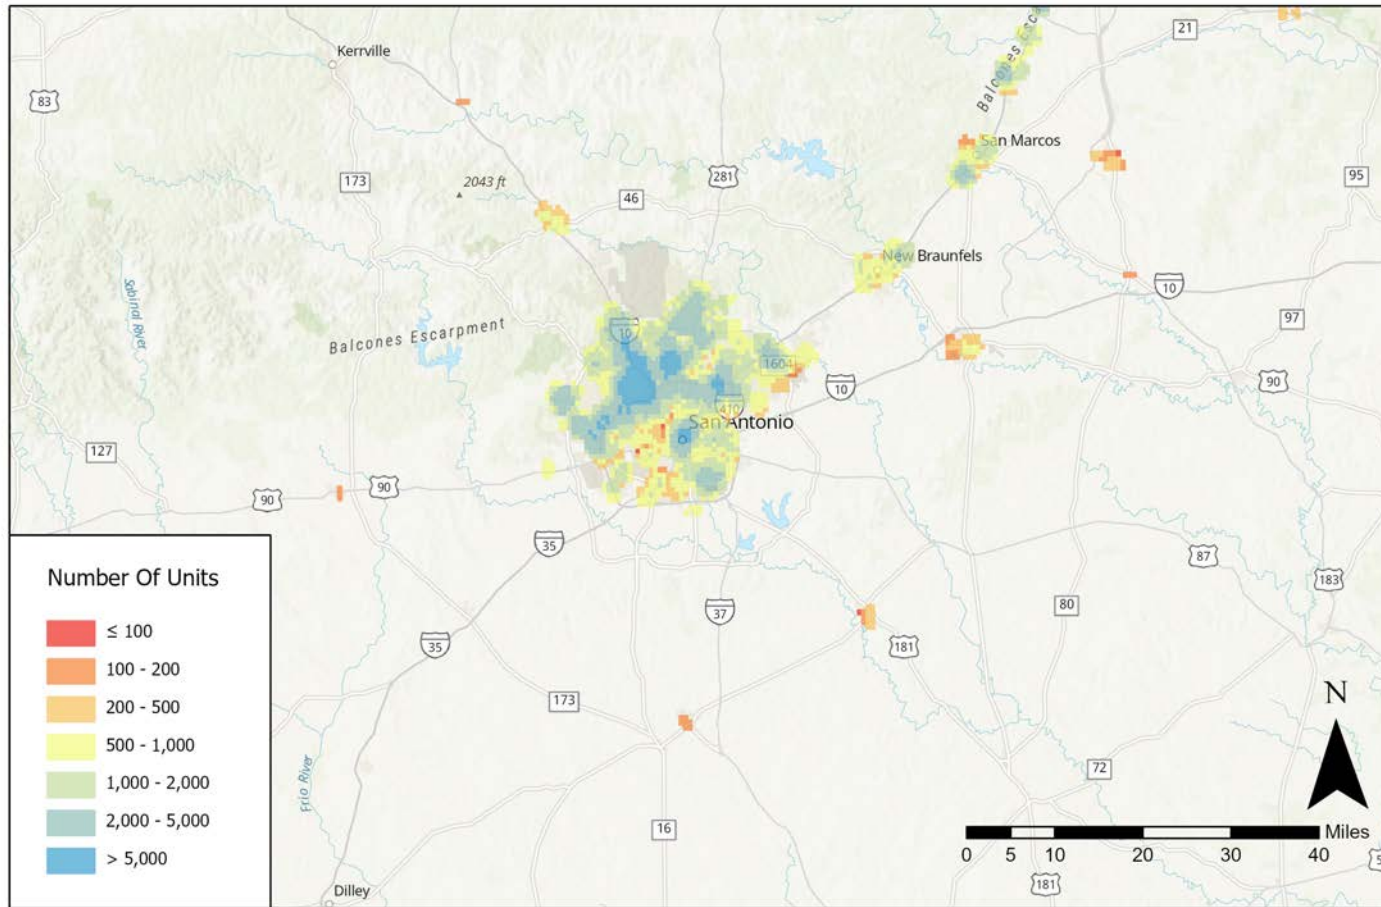 21
Kerrville
Balcones Esc
83
San Marcos
281
95
173
2043 ft
46
New Braunfels
10
Sabinal River
97
10
Balcones Escarpment
1604
90
10
410
San Antonio
127
90
90
35
87
183
37
80
35
181
173
72
Frio River
16
Dilley
181
5
Number Of Units
≤ 100
100 - 200
200 - 500
500 - 1,000
1,000 - 2,000
2,000 - 5,000
> 5,000
N
Miles
0 5 10 20 30 40